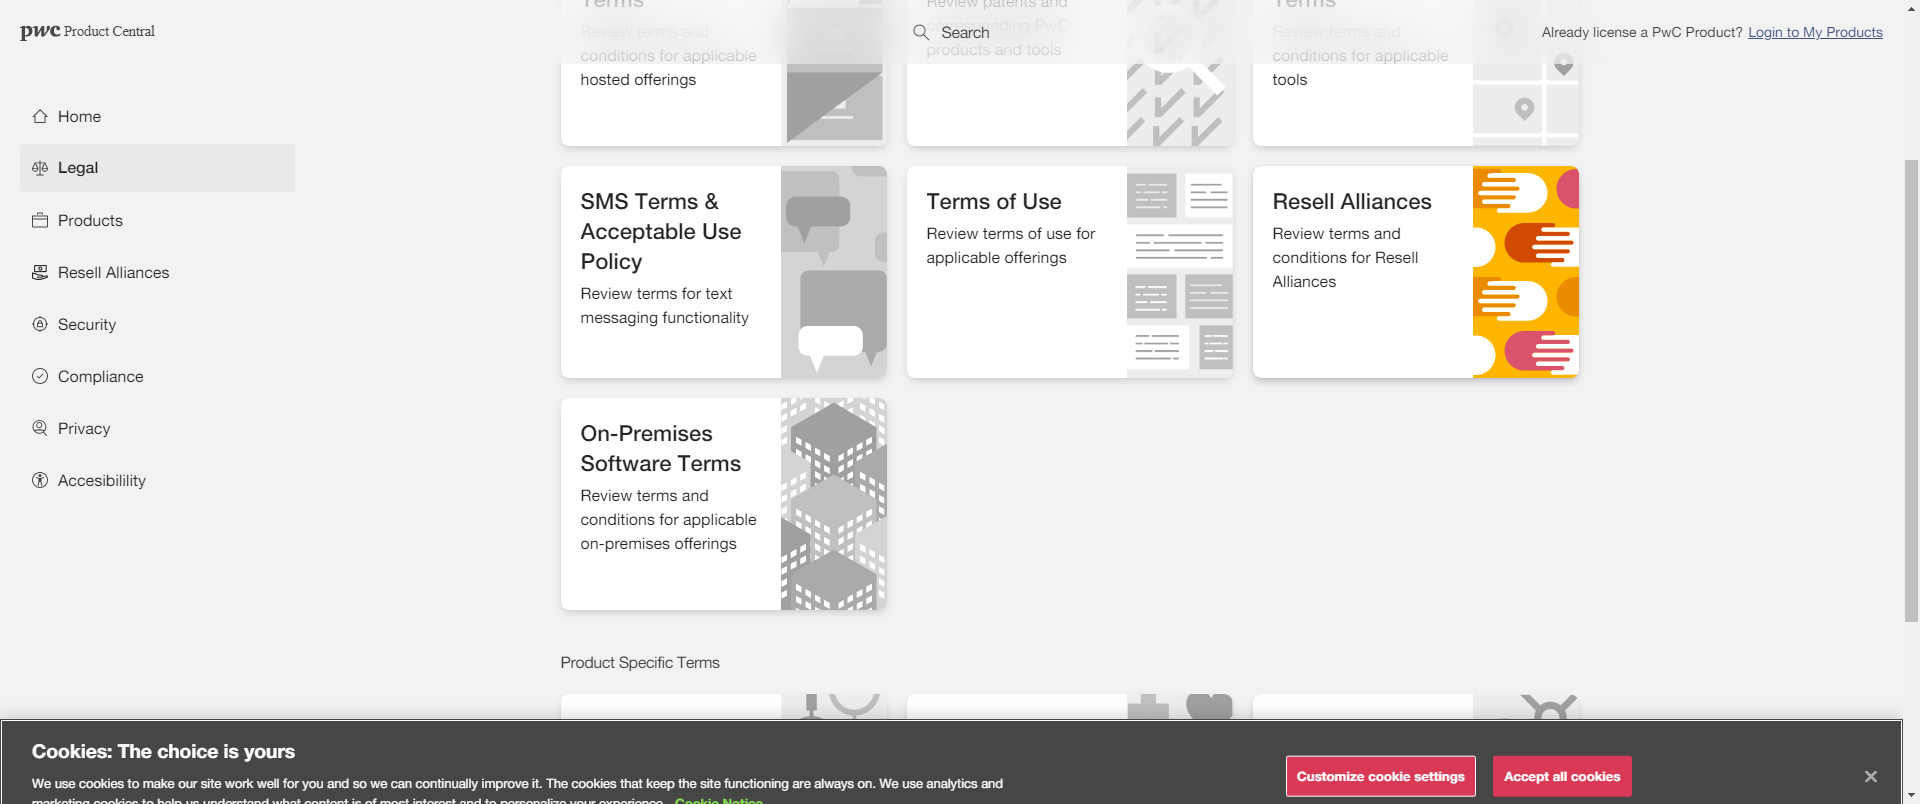 pwc Product Central
Search
Already license a PwC Product? Login to My Products
Home
Legal
Products
Resell Alliances
Security
Compliance
Privacy
Accesibilility
Terms
Review terms and
conditions for applicable
hosted offerings
Review patents and
corresponding PwC
products and tools
Terms
Review terms and
conditions for applicable
tools
SMS Terms &
Acceptable Use
Policy
Review terms for text
messaging functionality
Terms of Use
Review terms of use for
applicable offerings
Resell Alliances
Review terms and
conditions for Resell
Alliances
On-Premises
Software Terms
Review terms and
conditions for applicable
on-premises offerings
Product Specific Terms
Cookies: The choice is yours
We use cookies to make our site work well for you and so we can continually improve it. The cookies that keep the site functioning are always on. We use analytics and
marketing cookies to help us understand what content is of most interest and to personalize your experience. Cookie Notice
Customize cookie settings
Accept all cookies